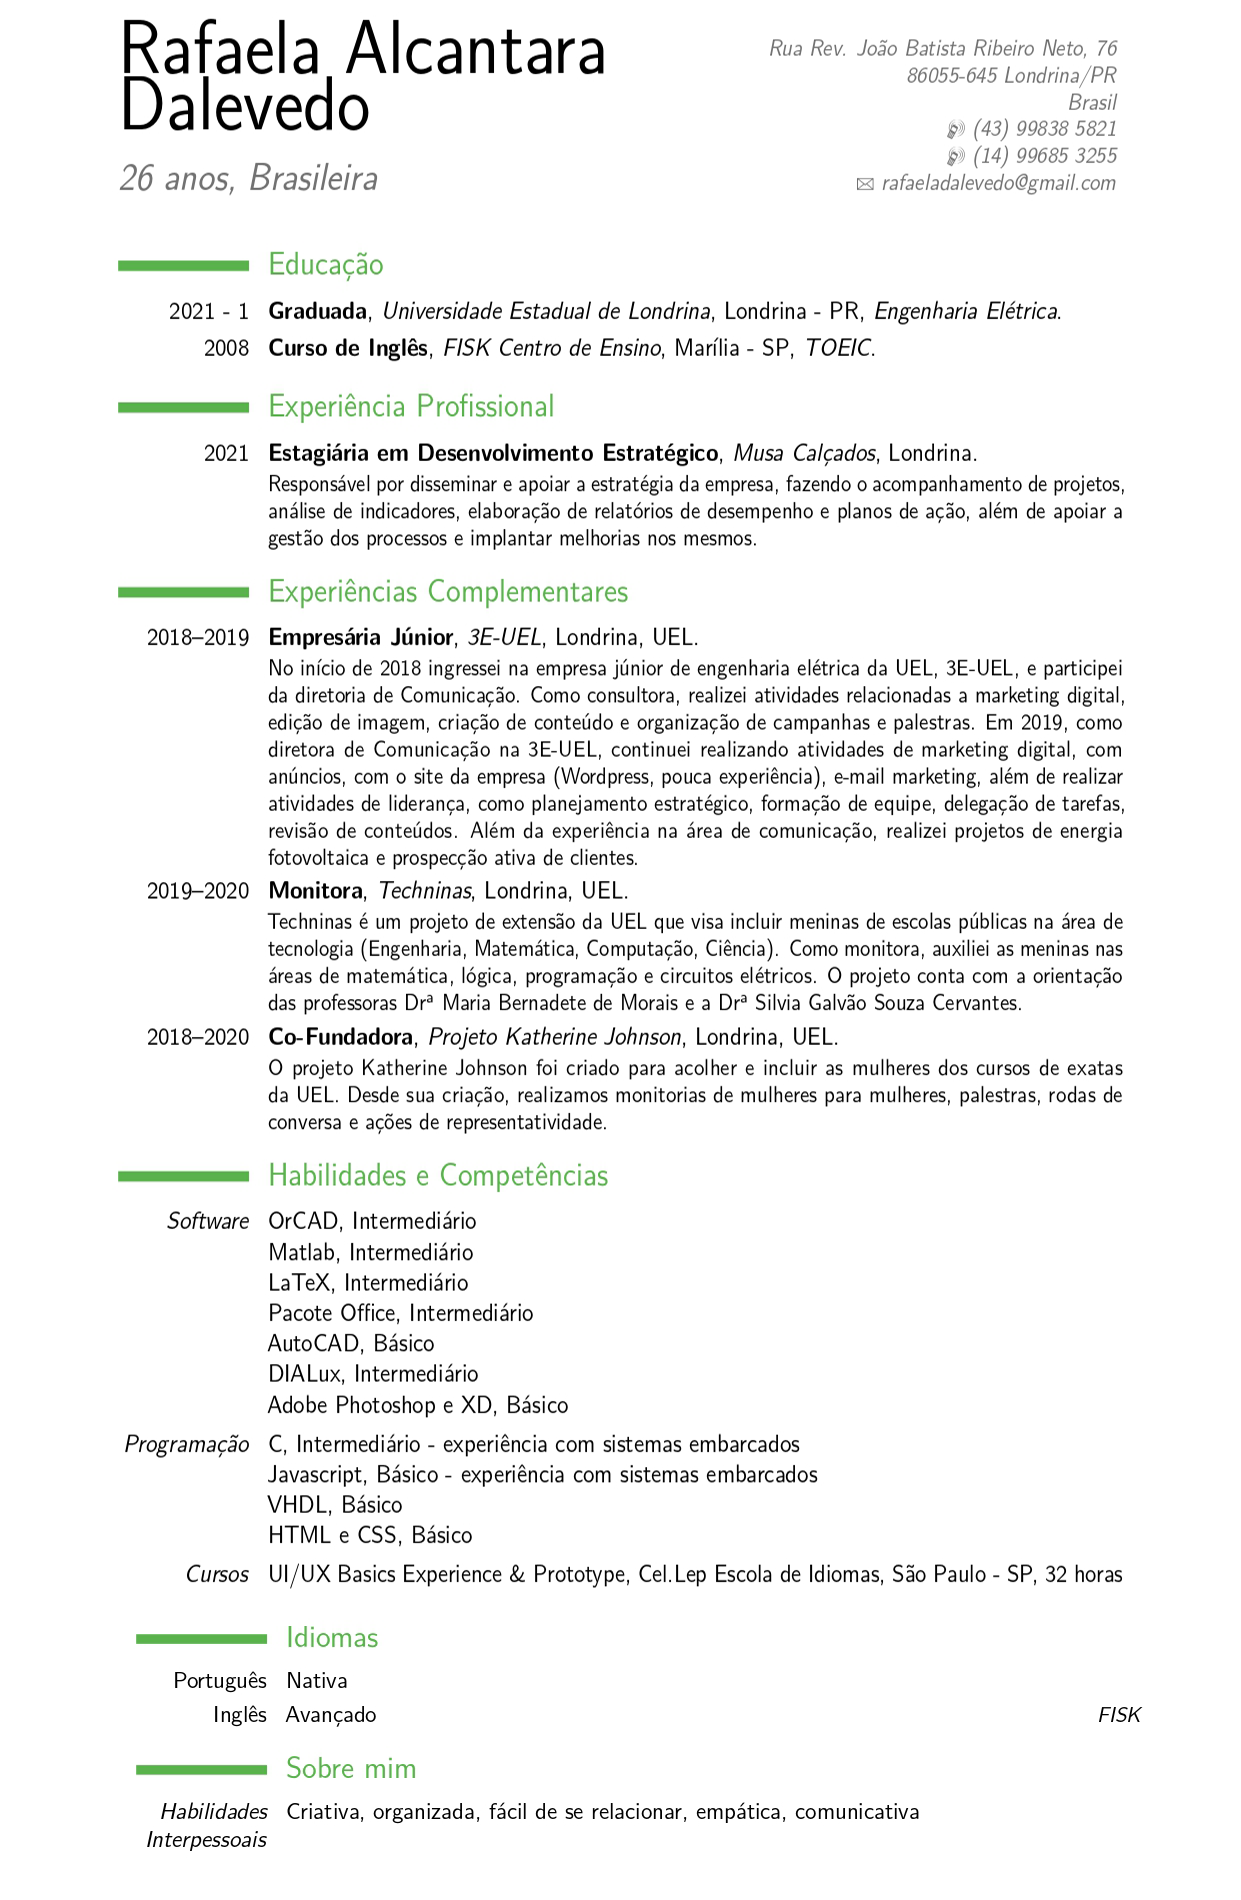 Rafaela Alcantara
Dalevedo
26 anos, Brasileira
Rua Rev. João Batista Ribeiro Neto, 76
86055-645 Londrina/PR
Brasil
(43) 99838 5821
(14) 99685 3255
rafaeladalevedo@gmail.com
Educação
2021 - 1 Graduada, Universidade Estadual de Londrina, Londrina - PR, Engenharia Elétrica.
2008 Curso de Inglês, FISK Centro de Ensino, Marília - SP, TOEIC.
Experiência Profissional
2021 Estagiária em Desenvolvimento Estratégico, Musa Calçados, Londrina.
Responsável por disseminar e apoiar a estratégia da empresa, fazendo o acompanhamento de projetos,
análise de indicadores, elaboração de relatórios de desempenho e planos de ação, além de apoiar a
gestão dos processos e implantar melhorias nos mesmos.
Experiências Complementares
2018–2019 Empresária Júnior, 3E-UEL, Londrina, UEL.
No início de 2018 ingressei na empresa júnior de engenharia elétrica da UEL, 3E-UEL, e participei
da diretoria de Comunicação. Como consultora, realizei atividades relacionadas a marketing digital,
edição de imagem, criação de conteúdo e organização de campanhas e palestras. Em 2019, como
diretora de Comunicação na 3E-UEL, continuei realizando atividades de marketing digital, com
anúncios, com o site da empresa (Wordpress, pouca experiência), e-mail marketing, além de realizar
atividades de liderança, como planejamento estratégico, formação de equipe, delegação de tarefas,
revisão de conteúdos. Além da experiência na área de comunicação, realizei projetos de energia
fotovoltaica e prospecção ativa de clientes.
2019–2020 Monitora, Techninas, Londrina, UEL.
Techninas é um projeto de extensão da UEL que visa incluir meninas de escolas públicas na área de
tecnologia (Engenharia, Matemática, Computação, Ciência). Como monitora, auxiliei as meninas nas
áreas de matemática, lógica, programação e circuitos elétricos. O projeto conta com a orientação
das professoras Drª Maria Bernadete de Morais e a Drª Silvia Galvão Souza Cervantes.
2018–2020 Co-Fundadora, Projeto Katherine Johnson, Londrina, UEL.
O projeto Katherine Johnson foi criado para acolher e incluir as mulheres dos cursos de exatas
da UEL. Desde sua criação, realizamos monitorias de mulheres para mulheres, palestras, rodas de
conversa e ações de representatividade.
Habilidades e Competências
Software OrCAD, Intermediário
Matlab, Intermediário
LaTeX, Intermediário
Pacote Office, Intermediário
AutoCAD, Básico
DIALux, Intermediário
Adobe Photoshop e XD, Básico
Programação C, Intermediário - experiência com sistemas embarcados
Javascript, Básico - experiência com sistemas embarcados
VHDL, Básico
HTML e CSS, Básico
Cursos UI/UX Basics Experience & Prototype, Cel.Lep Escola de Idiomas, São Paulo - SP, 32 horas
Idiomas
Português Nativa
Inglês Avançado FISK
Sobre mim
Habilidades Criativa, organizada, fácil de se relacionar, empática, comunicativa
Interpessoais